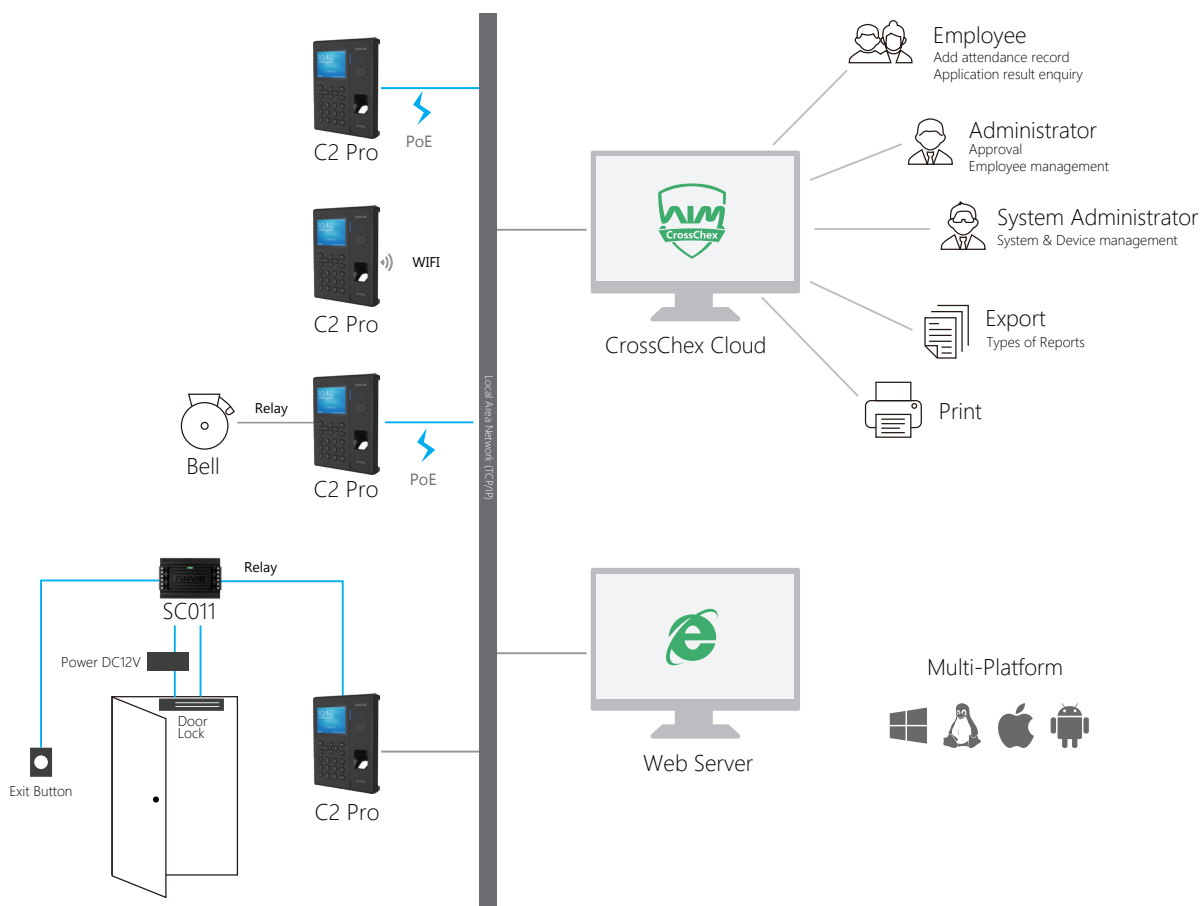 PoE
C2 Pro
WIFI
C2 Pro
Relay
Bell
C2 Pro
PoE
ANVIZ
SC011
Relay
Power DC12V
Door
Lock
Exit Button
C2 Pro
Local Area Network (TCP/IP)
AIM
CrossChex
CrossChex Cloud
Employee
Add attendance record
Application result enquiry
Administrator
Approval
Employee management
System Administrator
System & Device management
Export
Types of Reports
Print
Web Server
Multi-Platform